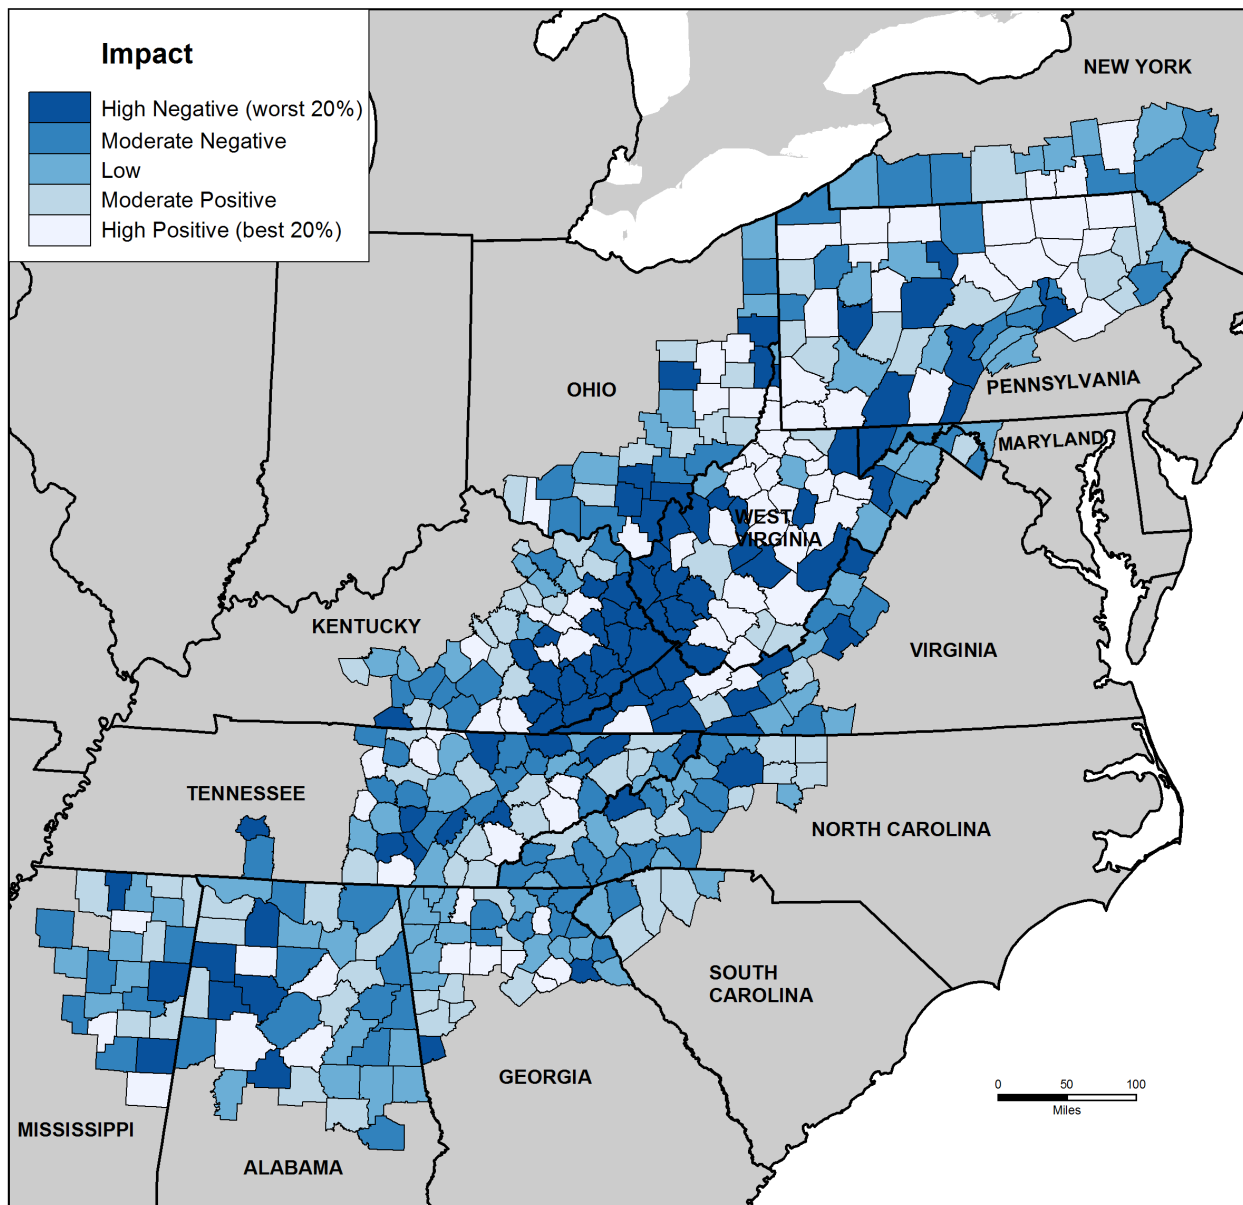 Impact
High Negative (worst 20%)
Moderate Negative
Low
Moderate Positive
High Positive (best 20%)
NEW YORK
OHIO
PENNSYLVANIA
MARYLAND
WEST
VIRGINIA
KENTUCKY
VIRGINIA
TENNESSEE
NORTH CAROLINA
SOUTH
CAROLINA
GEORGIA
MISSISSIPPI
ALABAMA
0 50 100
Miles